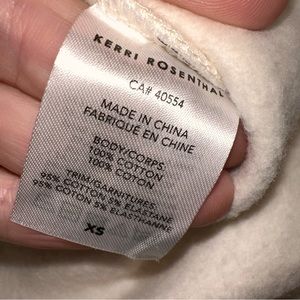 KERRI ROSENTHAL
CA# 40554
MADE IN CHINA
FABRIQUÉ EN CHINE
BODY/CORPS
100% COTTON
100% COTON
TRIM/GARNITURES:
95% COTTON 5% ELASTANE
95% COTON 5% ELASTHANNE
XS